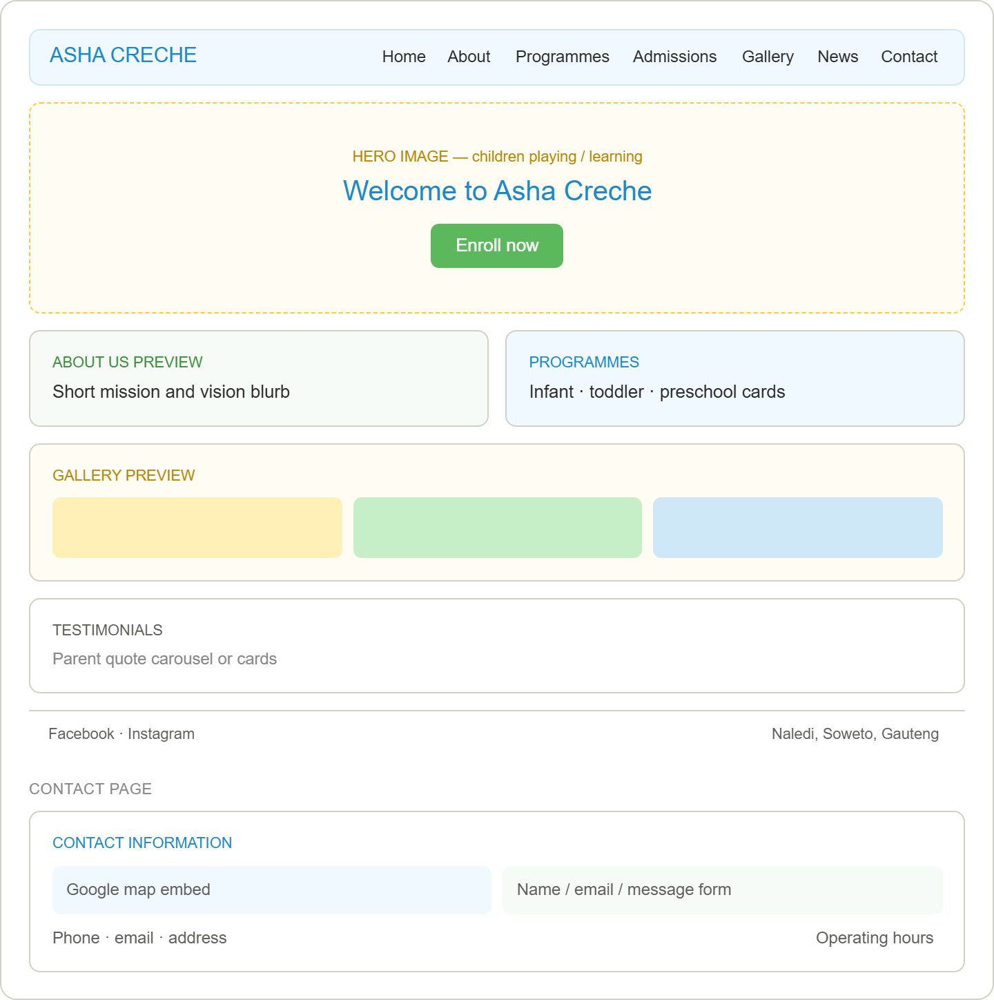 ASHA CRECHE Home About Programmes Admissions Gallery News Contact
HERO IMAGE — children playing / learning
Welcome to Asha Creche
Enroll now
ABOUT US PREVIEW
Short mission and vision blurb
PROGRAMMES
Infant · toddler · preschool cards
GALLERY PREVIEW
TESTIMONIALS
Parent quote carousel or cards
Facebook · Instagram
Naledi, Soweto, Gauteng
CONTACT PAGE
CONTACT INFORMATION
Google map embed
Name / email / message form
Phone · email · address
Operating hours